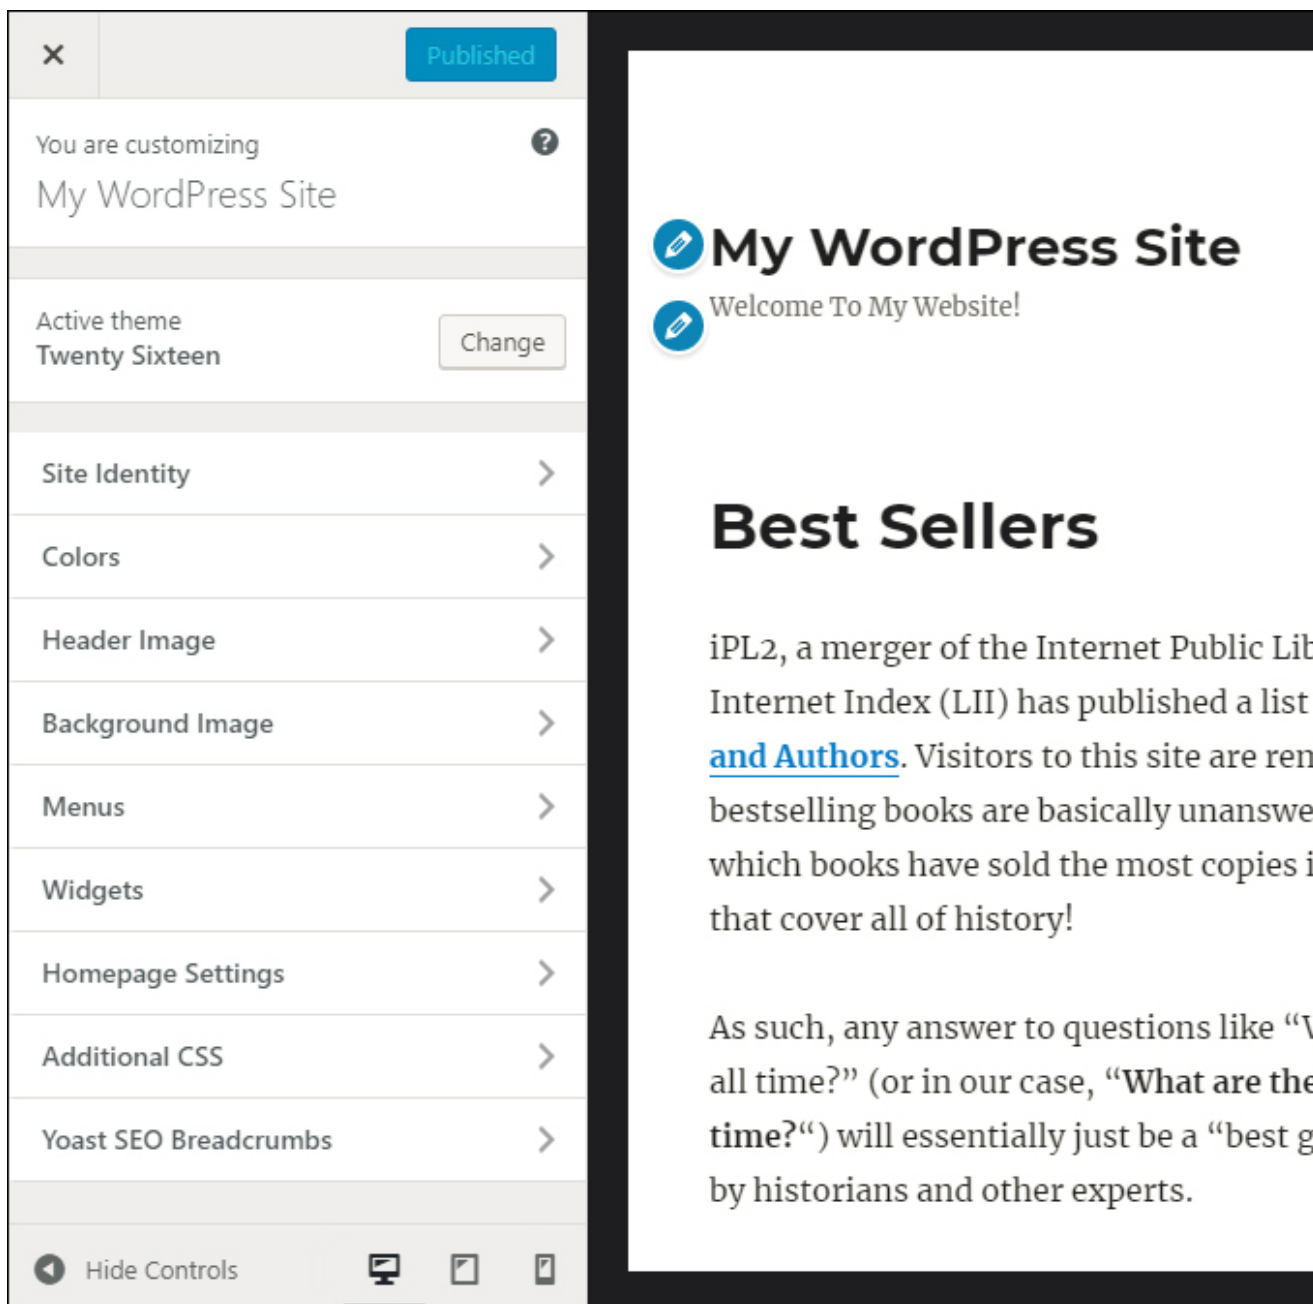 Published
You are customizing
My WordPress Site
Active theme
Twenty Sixteen
Change
Site Identity
Colors
Header Image
Background Image
Menus
Widgets
Homepage Settings
Additional CSS
Yoast SEO Breadcrumbs
Hide Controls
My WordPress Site
Welcome To My Website!
Best Sellers
iPL2, a merger of the Internet Public
Internet Index (LII) has published a list
and Authors. Visitors to this site are
bestselling books are basically
which books have sold the most copies
that cover all of history!
As such, any answer to questions like
all time?” (or in our case, “What are the
time?“) will essentially just be a “best
by historians and other experts.